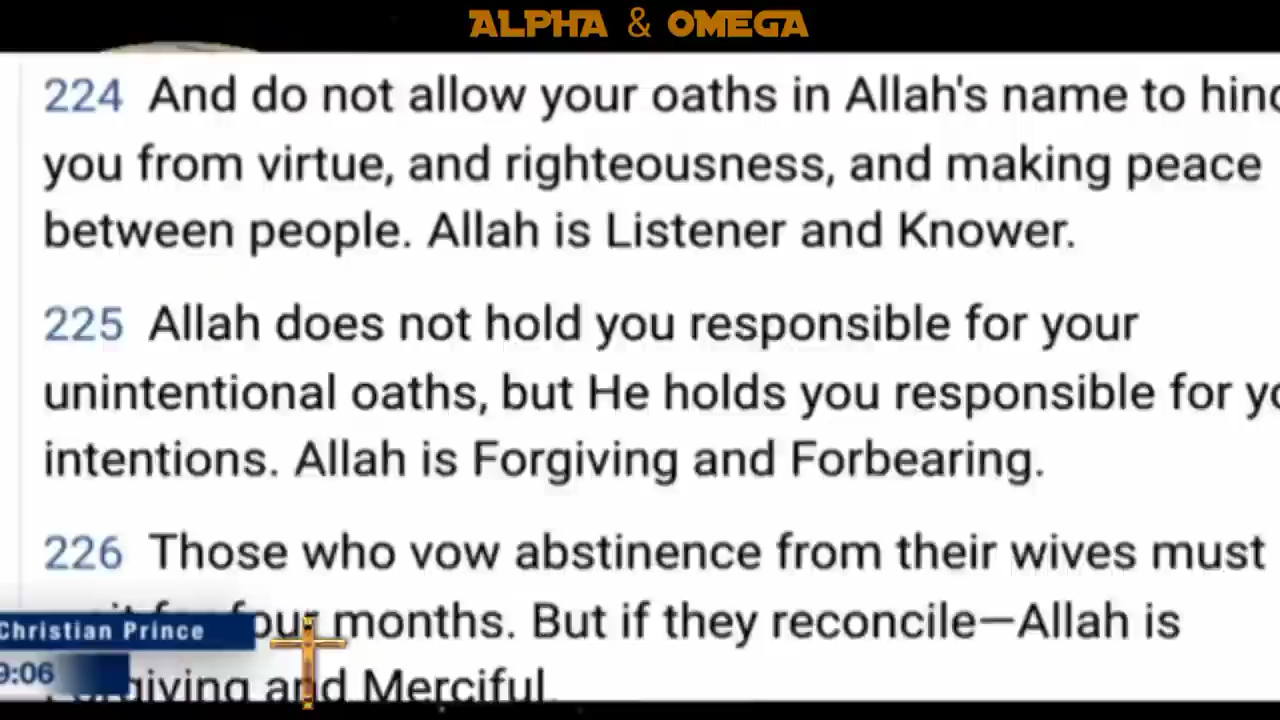 ALPHA & OMEGA
224 And do not allow your oaths in Allah's name to
you from virtue, and righteousness, and making peace
between people. Allah is Listener and Knower.
225 Allah does not hold you responsible for your
unintentional oaths, but He holds you responsible for
intentions. Allah is Forgiving and Forbearing.
226 Those who vow abstinence from their wives must
four months. But if they reconcile—Allah is
Christian Prince
and Merciful.
9:06